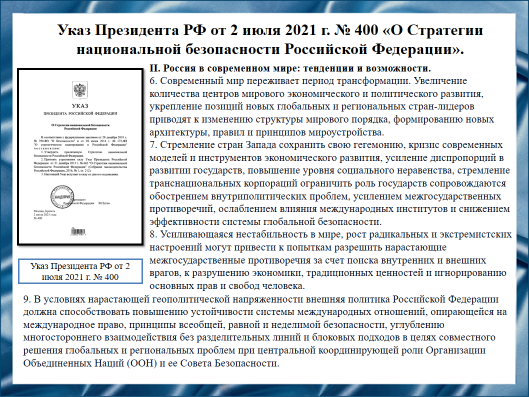 Указ Президента РФ от 2 июля 2021 г. № 400 «О Стратегии
национальной безопасности Российской Федерации».
II. Россия в современном мире: тенденции и возможности.
6. Современный мир переживает период трансформации. Увеличение
количества центров мирового экономического и политического развития,
укрепление позиций новых глобальных и региональных стран-лидеров
приводят к изменению структуры мирового порядка, формированию новых
архитектуры, правил и принципов мироустройства.
7. Стремление стран Запада сохранить свою гегемонию, кризис современных
моделей и инструментов экономического развития, усиление диспропорций в
развитии государств, повышение уровня социального неравенства, стремление
транснациональных корпораций ограничить роль государств сопровождаются
обострением внутриполитических проблем, усилением межгосударственных
противоречий, ослаблением влияния международных институтов и снижением
эффективности системы глобальной безопасности.
8. Усиливающаяся нестабильность в мире, рост радикальных и экстремистских
настроений могут привести к попыткам разрешить нарастающие
межгосударственные противоречия за счет поиска внутренних и внешних
врагов, к разрушению экономики, традиционных ценностей и игнорированию
основных прав и свобод человека.
УКАЗ
ПРЕЗИДЕНТА РОССИЙСКОЙ ФЕДЕРАЦИИ
О Стратегии национальной безопасности
Российской Федерации
Указ Президента РФ от 2
июля 2021 г. № 400
9. В условиях нарастающей геополитической напряженности внешняя политика Российской Федерации
должна способствовать повышению устойчивости системы международных отношений, опирающейся на
международное право, принципы всеобщей, равной и неделимой безопасности, углублению
многостороннего взаимодействия без разделительных линий и блоковых подходов в целях совместного
решения глобальных и региональных проблем при центральной координирующей роли Организации
Объединенных Наций (ООН) и ее Совета Безопасности.